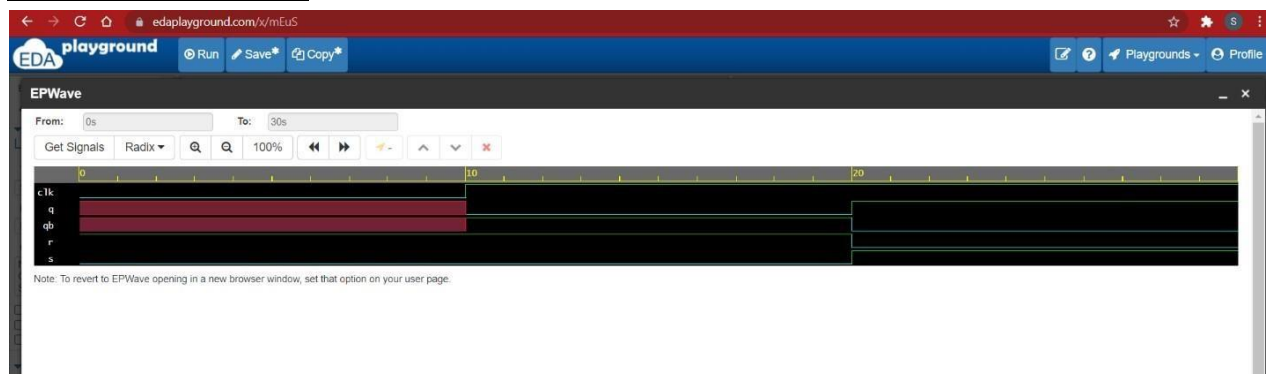 edaplayground.com/x/mEuS
S
EDA playground Run Save* Copy* Playgrounds Profile
EPWave
From: 0s To: 30s
Get Signals Radix 100%
0 10 20
clk
q
qb
r
s
Note: To revert to EPWave opening in a new browser window, set that option on your user page.